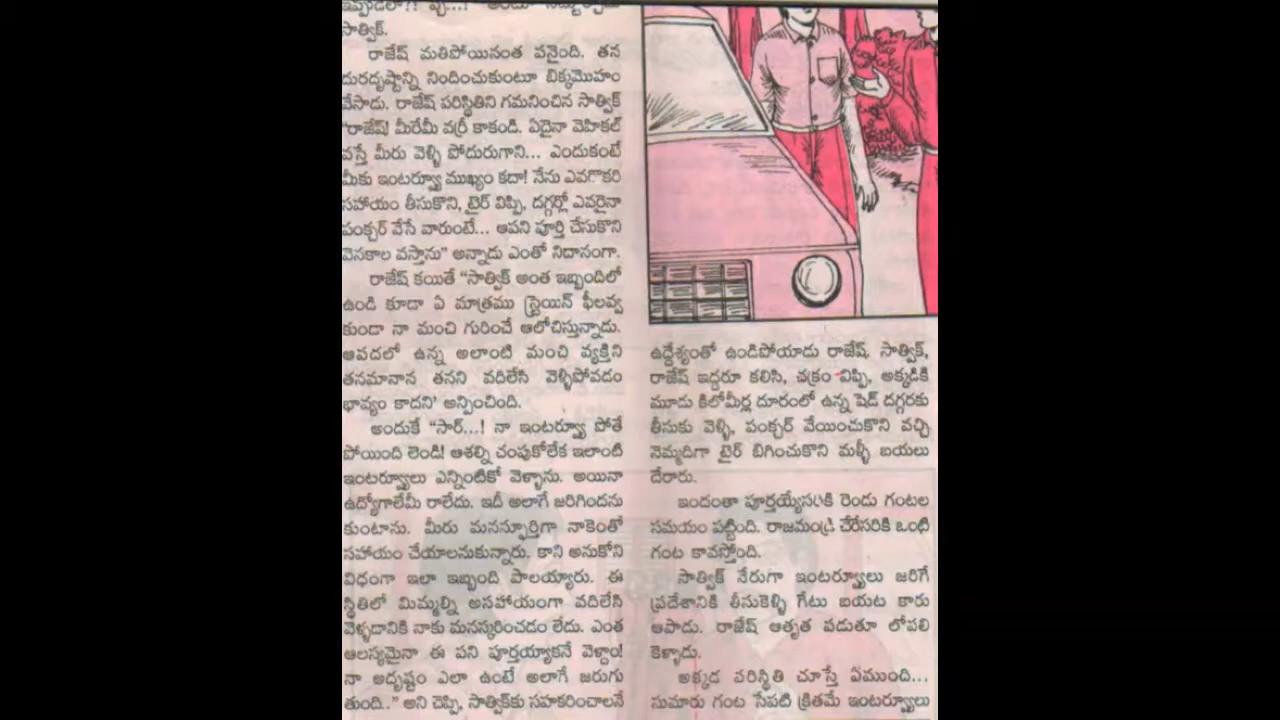 సాత్విక్.
రాజేష్ మతిపోయినంత పనైంది. తన
దురదృష్టాన్ని నిందించుకుంటూ బిక్కమొహం
వేసాడు. రాజేష్ పరిస్థితిని గమనించిన సాత్విక్
"రాజేష్! మీరేమీ వర్రీ కాకండి. ఏదైనా వెహికల్
వస్తే మీరు వెళ్ళి పోదురుగాని... ఎందుకంటే
మీకు ఇంటర్వ్యూ ముఖ్యం కదా! నేను ఎవరొకరి
సహాయం తీసుకొని, టైర్ విప్పి, దగ్గర్లో ఎవరైనా
పంక్చర్ వేసే వారుంటే... ఆపని పూర్తి చేసుకొని
వెనకాల వస్తాను" అన్నాడు ఎంతో నిదానంగా.
రాజేష్ కయితే "సాత్విక్ అంత ఇబ్బందిలో
ఉండి కూడా ఏ మాత్రము స్ట్రెయిన్ ఫీలవ్వ
కుండా నా మంచి గురించే ఆలోచిస్తున్నాడు.
ఆపదలో ఉన్న అలాంటి మంచి వ్యక్తిని
తనమానాన తనని వదిలేసి వెళ్ళిపోవడం
భావ్యం కాదని' అన్పించింది.
అందుకే "సార్...! నా ఇంటర్వ్యూ పోతే
పోయింది లెండి! ఆశల్ని చంపుకోలేక ఇలాంటి
ఇంటర్వ్యూలు ఎన్నింటికో వెళ్ళాను. అయినా
ఉద్యోగాలేమీ రాలేదు. ఇదీ అలాగే జరిగిందను
కుంటాను. మీరు మనస్ఫూర్తిగా నాకెంతో
సహాయం చేయాలనుకున్నారు. కాని అనుకోని
విధంగా ఇలా ఇబ్బంది పాలయ్యారు. ఈ
స్థితిలో మిమ్మల్ని అసహాయంగా వదిలేసి
వెళ్ళడానికి నాకు మనస్కరించడం లేదు. ఎంత
ఆలస్యమైనా ఈ పని పూర్తయ్యాకనే వెళ్దాం!
నా అదృష్టం ఎలా ఉంటే అలాగే జరుగు
తుంది.." అని చెప్పి, సాత్విక్‌కు సహకరించాలనే
ఉద్దేశ్యంతో ఉండిపోయాడు రాజేష్. సాత్విక్,
రాజేష్ ఇద్దరూ కలిసి, చక్రం విప్పి, అక్కడికి
మూడు కిలోమీర్ల దూరంలో ఉన్న షెడ్ దగ్గరకు
తీసుకు వెళ్ళి, పంక్చర్ వేయించుకొని వచ్చి
నెమ్మదిగా టైర్ బిగించుకొని మళ్ళీ బయలు
దేరారు.
ఇందంతా పూర్తయ్యేసరికి రెండు గంటల
సమయం పట్టింది. రాజమండ్రి చేరేసరికి ఒంటి
గంట కావస్తోంది.
సాత్విక్ నేరుగా ఇంటర్వ్యూలు జరిగే
ప్రదేశానికి తీసుకెళ్ళి గేటు బయట కారు
ఆపాడు. రాజేష్ ఆతృత పడుతూ లోపలి
కెళ్ళాడు.
అక్కడ పరిస్థితి చూస్తే ఏముంది...
సుమారు గంట సేపటి క్రితమే ఇంటర్వ్యూలు